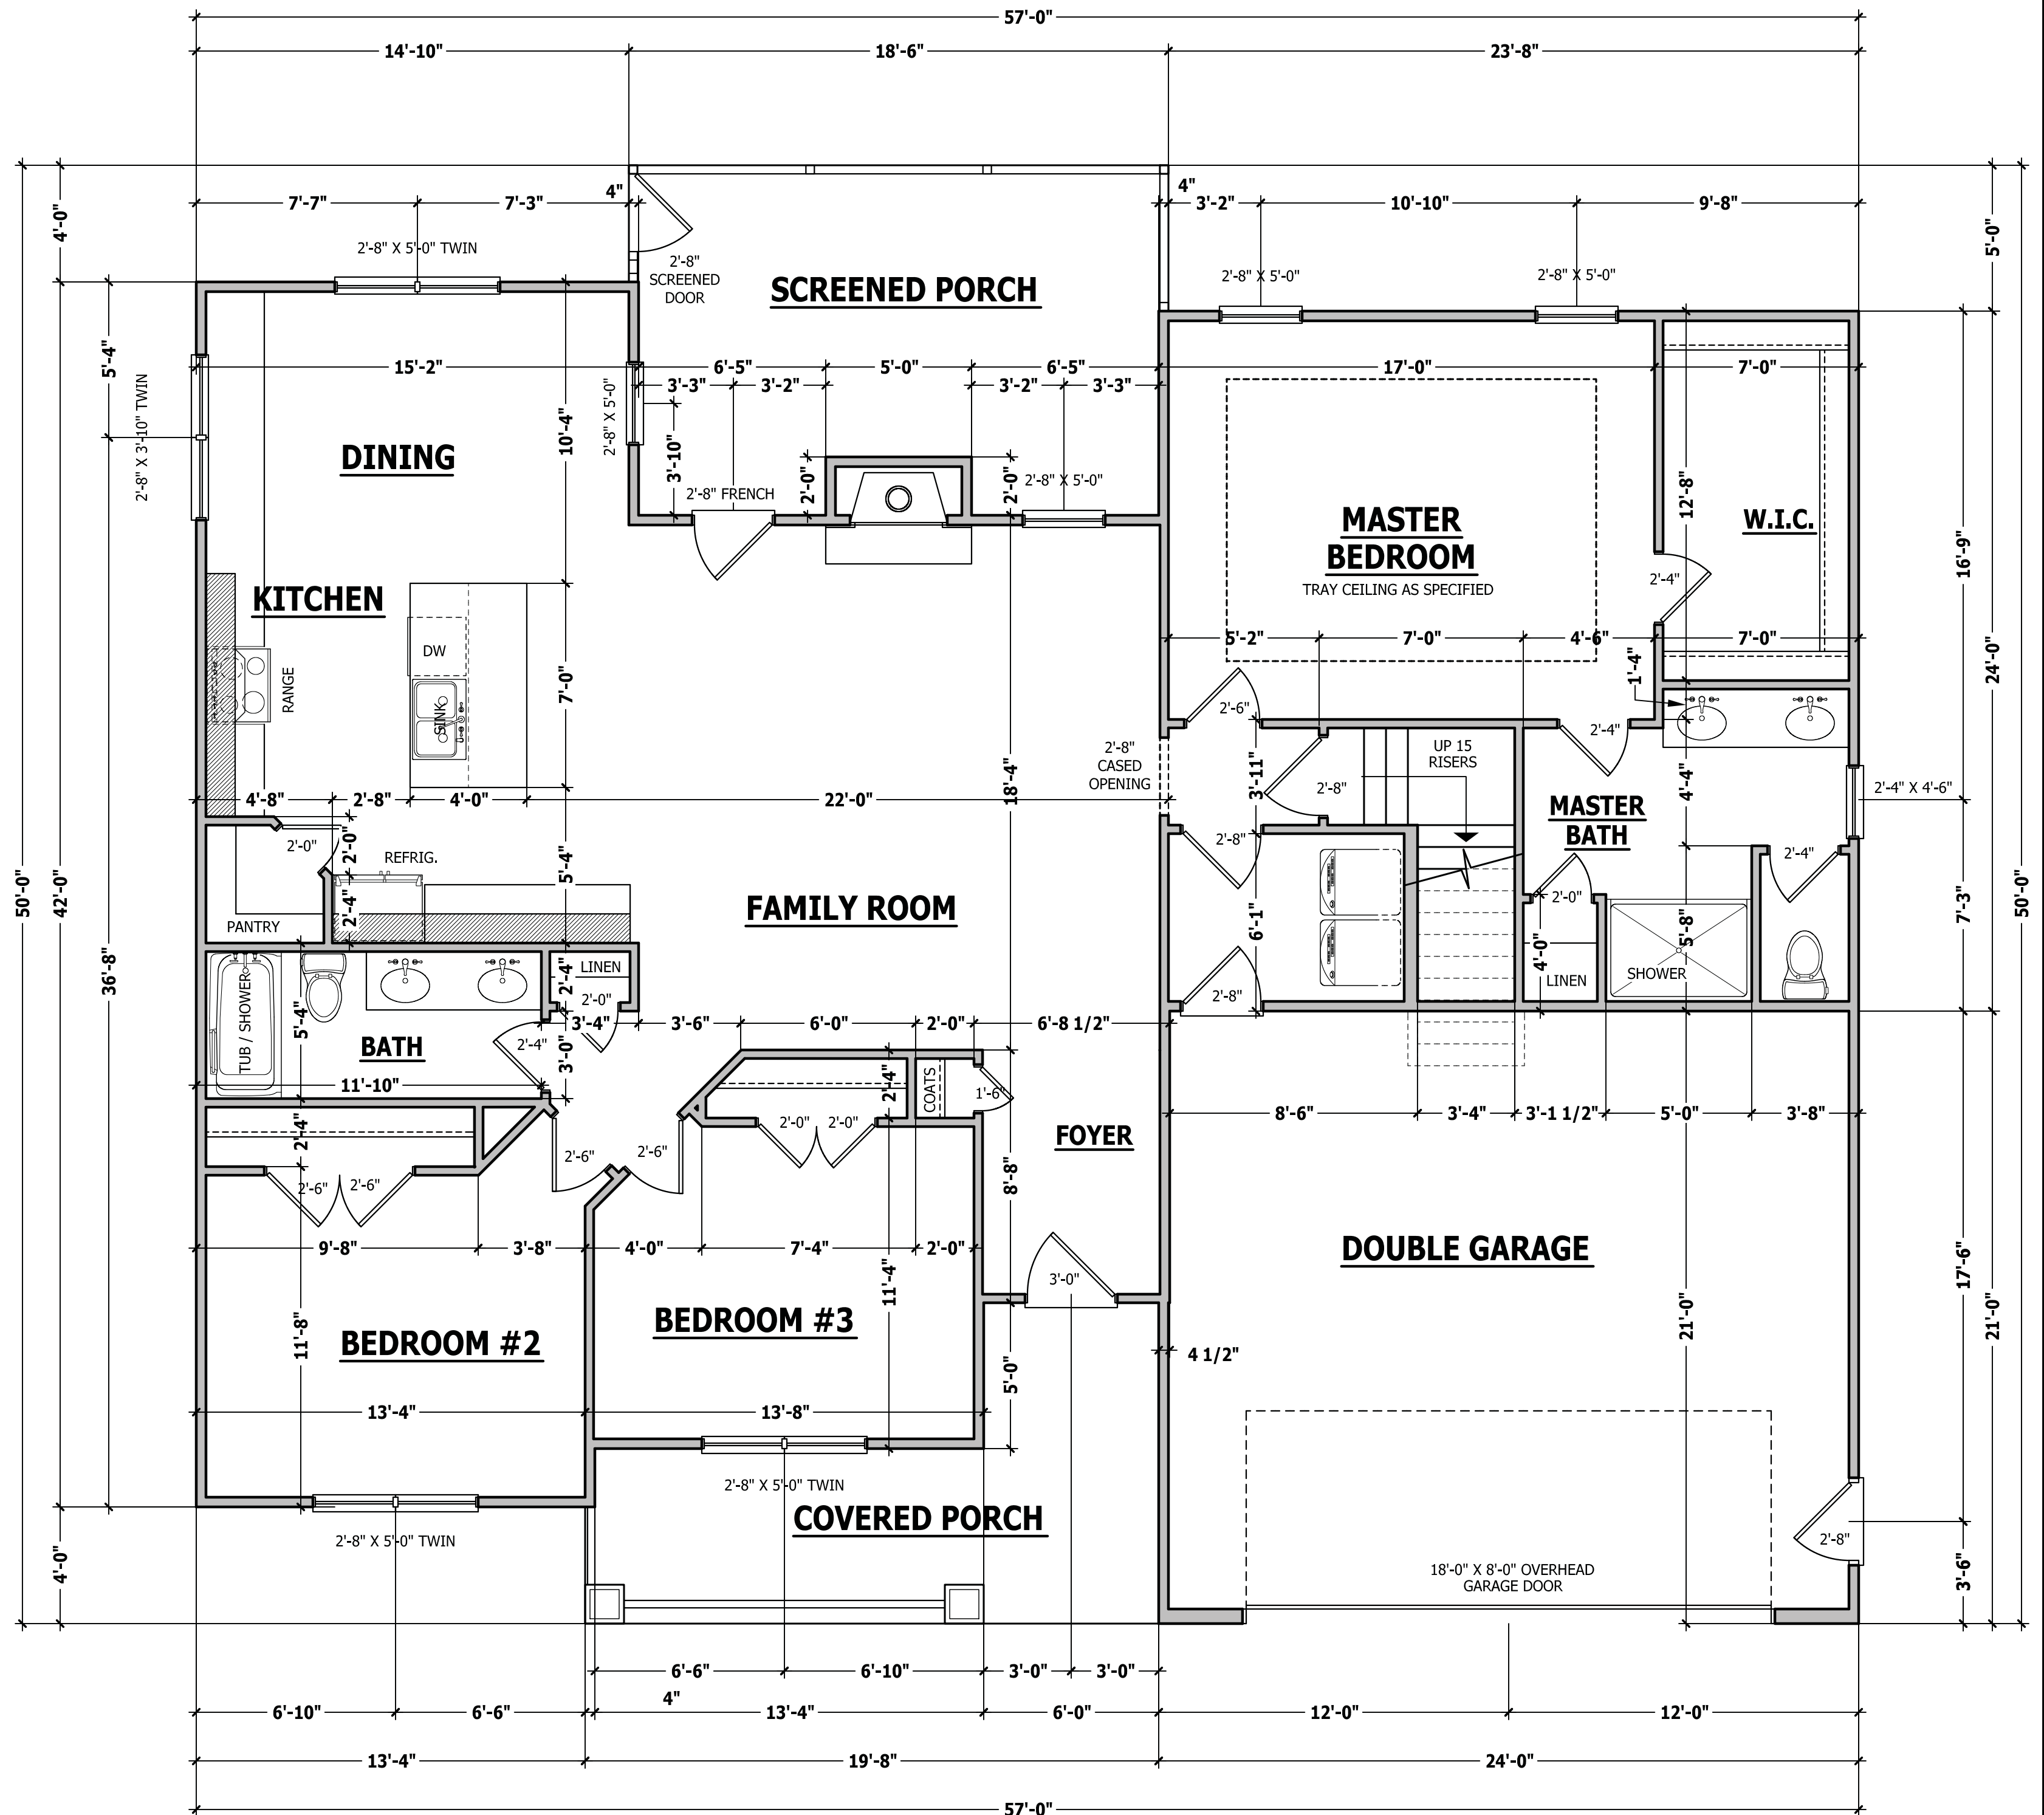 57'-0"
14'-10" 18'-6" 23'-8"
4" 4"
7'-7" 7'-3" 3'-2" 10'-10" 9'-8"
4'-0" 5'-0"
2'-8" X 5'-0" TWIN
2'-8"
SCREENED
DOOR
SCREENED PORCH
2'-8" X 5'-0" 2'-8" X 5'-0"
5'-4"
2'-8" X 3'-10" TWIN
15'-2" 6'-5" 5'-0" 6'-5" 17'-0" 7'-0"
3'-3" 3'-2" 3'-2" 3'-3"
2'-8" X 5'-0"
10'-4"
3'-10"
DINING
2'-0" 2'-0"
2'-8" FRENCH 2'-8" X 5'-0"
12'-8"
MASTER
BEDROOM
TRAY CEILING AS SPECIFIED
W.I.C.
16'-9"
2'-4"
KITCHEN
DW
RANGE
SINK
7'-0"
5'-2" 7'-0" 4'-6" 7'-0"
1'-4"
24'-0"
2'-6" 2'-4"
2'-8"
CASED
OPENING
18'-4"
3'-11"
UP 15
RISERS
2'-8"
4'-4"
2'-4" X 4'-6"
MASTER
BATH
4'-8" 2'-8" 4'-0" 22'-0"
2'-0" 2'-0"
REFRIG.
5'-4"
2'-8" 2'-4"
50'-0" 42'-0"
2'-4"
PANTRY
FAMILY ROOM
6'-1"
2'-0"
4'-0"
5'-8"
7'-3" 50'-0"
36'-8"
LINEN
SHOWER
LINEN
2'-4"
2'-0"
2'-8"
TUB / SHOWER
5'-4"
BATH
2'-4"
3'-4" 3'-6" 6'-0" 2'-0" 6'-8 1/2"
3'-0"
11'-10"
2'-4"
COATS
1'-6"
8'-6" 3'-4" 3'-1 1/2" 5'-0" 3'-8"
2'-4"
2'-0" 2'-0"
FOYER
2'-6" 2'-6"
2'-6" 2'-6"
8'-8"
9'-8" 3'-8" 4'-0" 7'-4" 2'-0"
DOUBLE GARAGE
11'-4"
3'-0"
17'-6"
BEDROOM #2
BEDROOM #3
11'-8"
21'-0" 21'-0"
4 1/2"
5'-0"
13'-4" 13'-8"
2'-8" X 5'-0" TWIN
COVERED PORCH
2'-8" X 5'-0" TWIN
2'-8"
4'-0"
18'-0" X 8'-0" OVERHEAD
GARAGE DOOR
3'-6"
6'-6" 6'-10" 3'-0" 3'-0"
4"
6'-10" 6'-6" 13'-4" 6'-0" 12'-0" 12'-0"
13'-4" 19'-8" 24'-0"
57'-0"